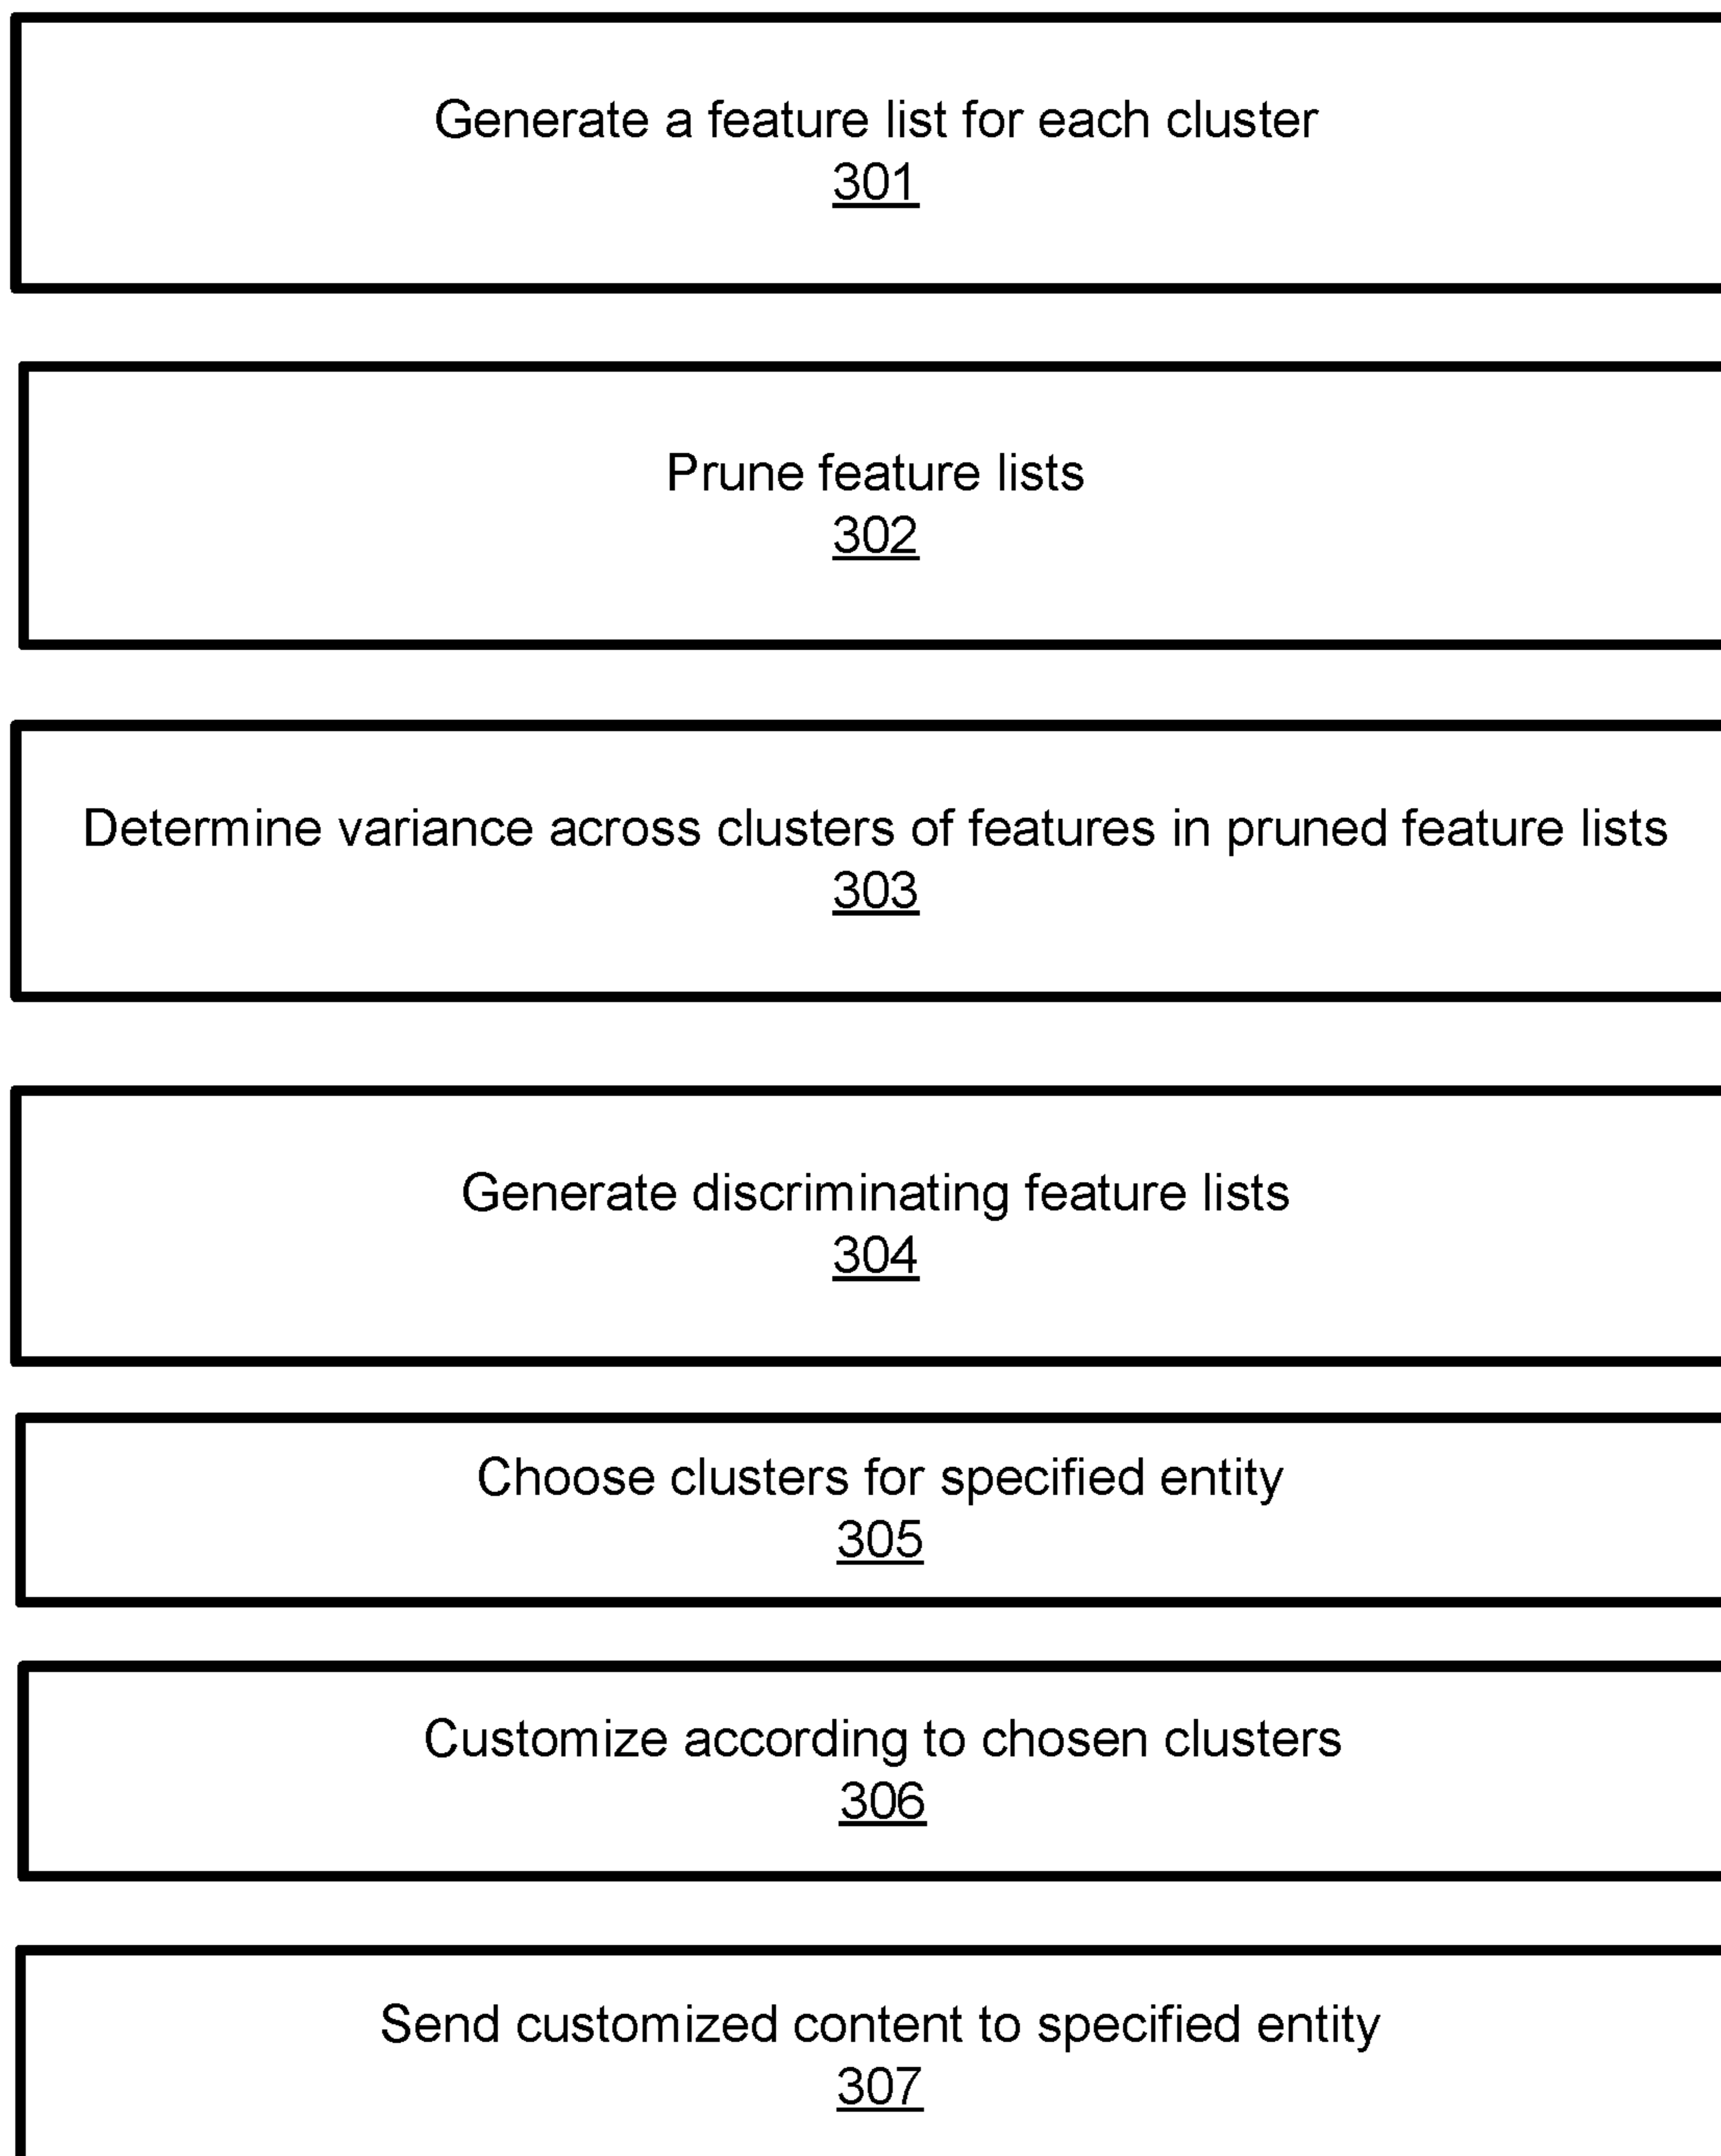 Generate a feature list for each cluster
301
Prune feature lists
302
Determine variance across clusters of features in pruned feature lists
303
Generate discriminating feature lists
304
Choose clusters for specified entity
305
Customize according to chosen clusters
306
Send customized content to specified entity
307